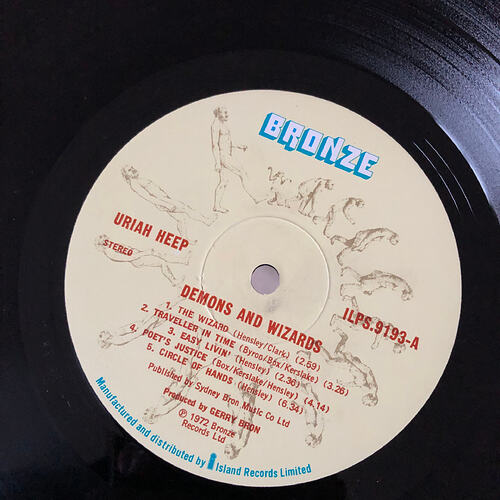 BRONZE
URIAH HEEP
STEREO
ILPS.9193-A
DEMONS AND WIZARDS
1. THE WIZARD (Hensley/Clark) (2.59)
2. TRAVELLER IN TIME (Byron/Box/Kerslake) (3.26)
3. EASY LIVIN' (Hensley) (2.36)
4. POET'S JUSTICE (Box/Kerslake/Hensley) (4.14)
5. CIRCLE OF HANDS (Hensley) (6.34)
Published by Sydney Bron Music Co Ltd
Produced by GERRY BRON
℗ 1972 Bronze
Records Ltd
Manufactured and distributed by Island Records Limited